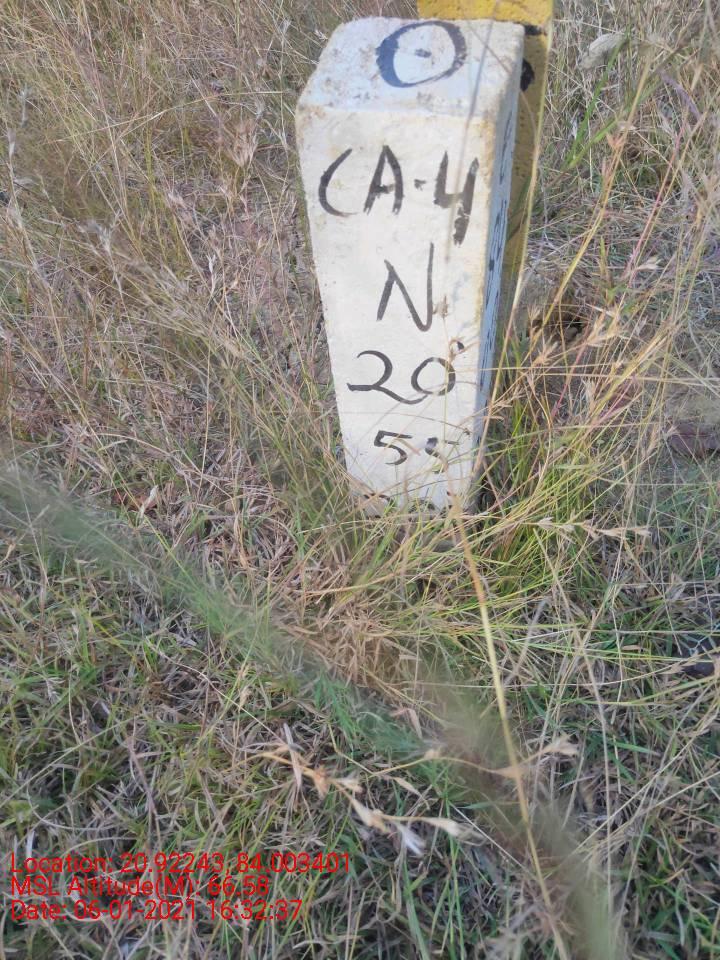 CA-4
N
20°
55
Location: 20.92243, 84.003401
MSL Altitude(M): 66.58
Date: 06-01-2021 16:32:37